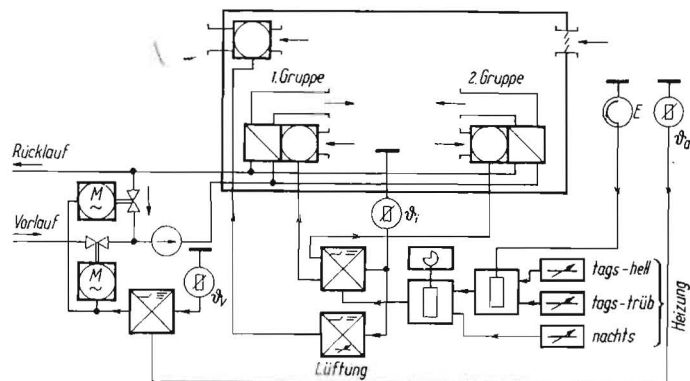 1. Gruppe
2. Gruppe
E
ϑa
Rücklauf
M
~
ϑi
Vorlauf
M
~
ϑV
tags-hell
tags-trüb
nachts
Heizung
Lüftung